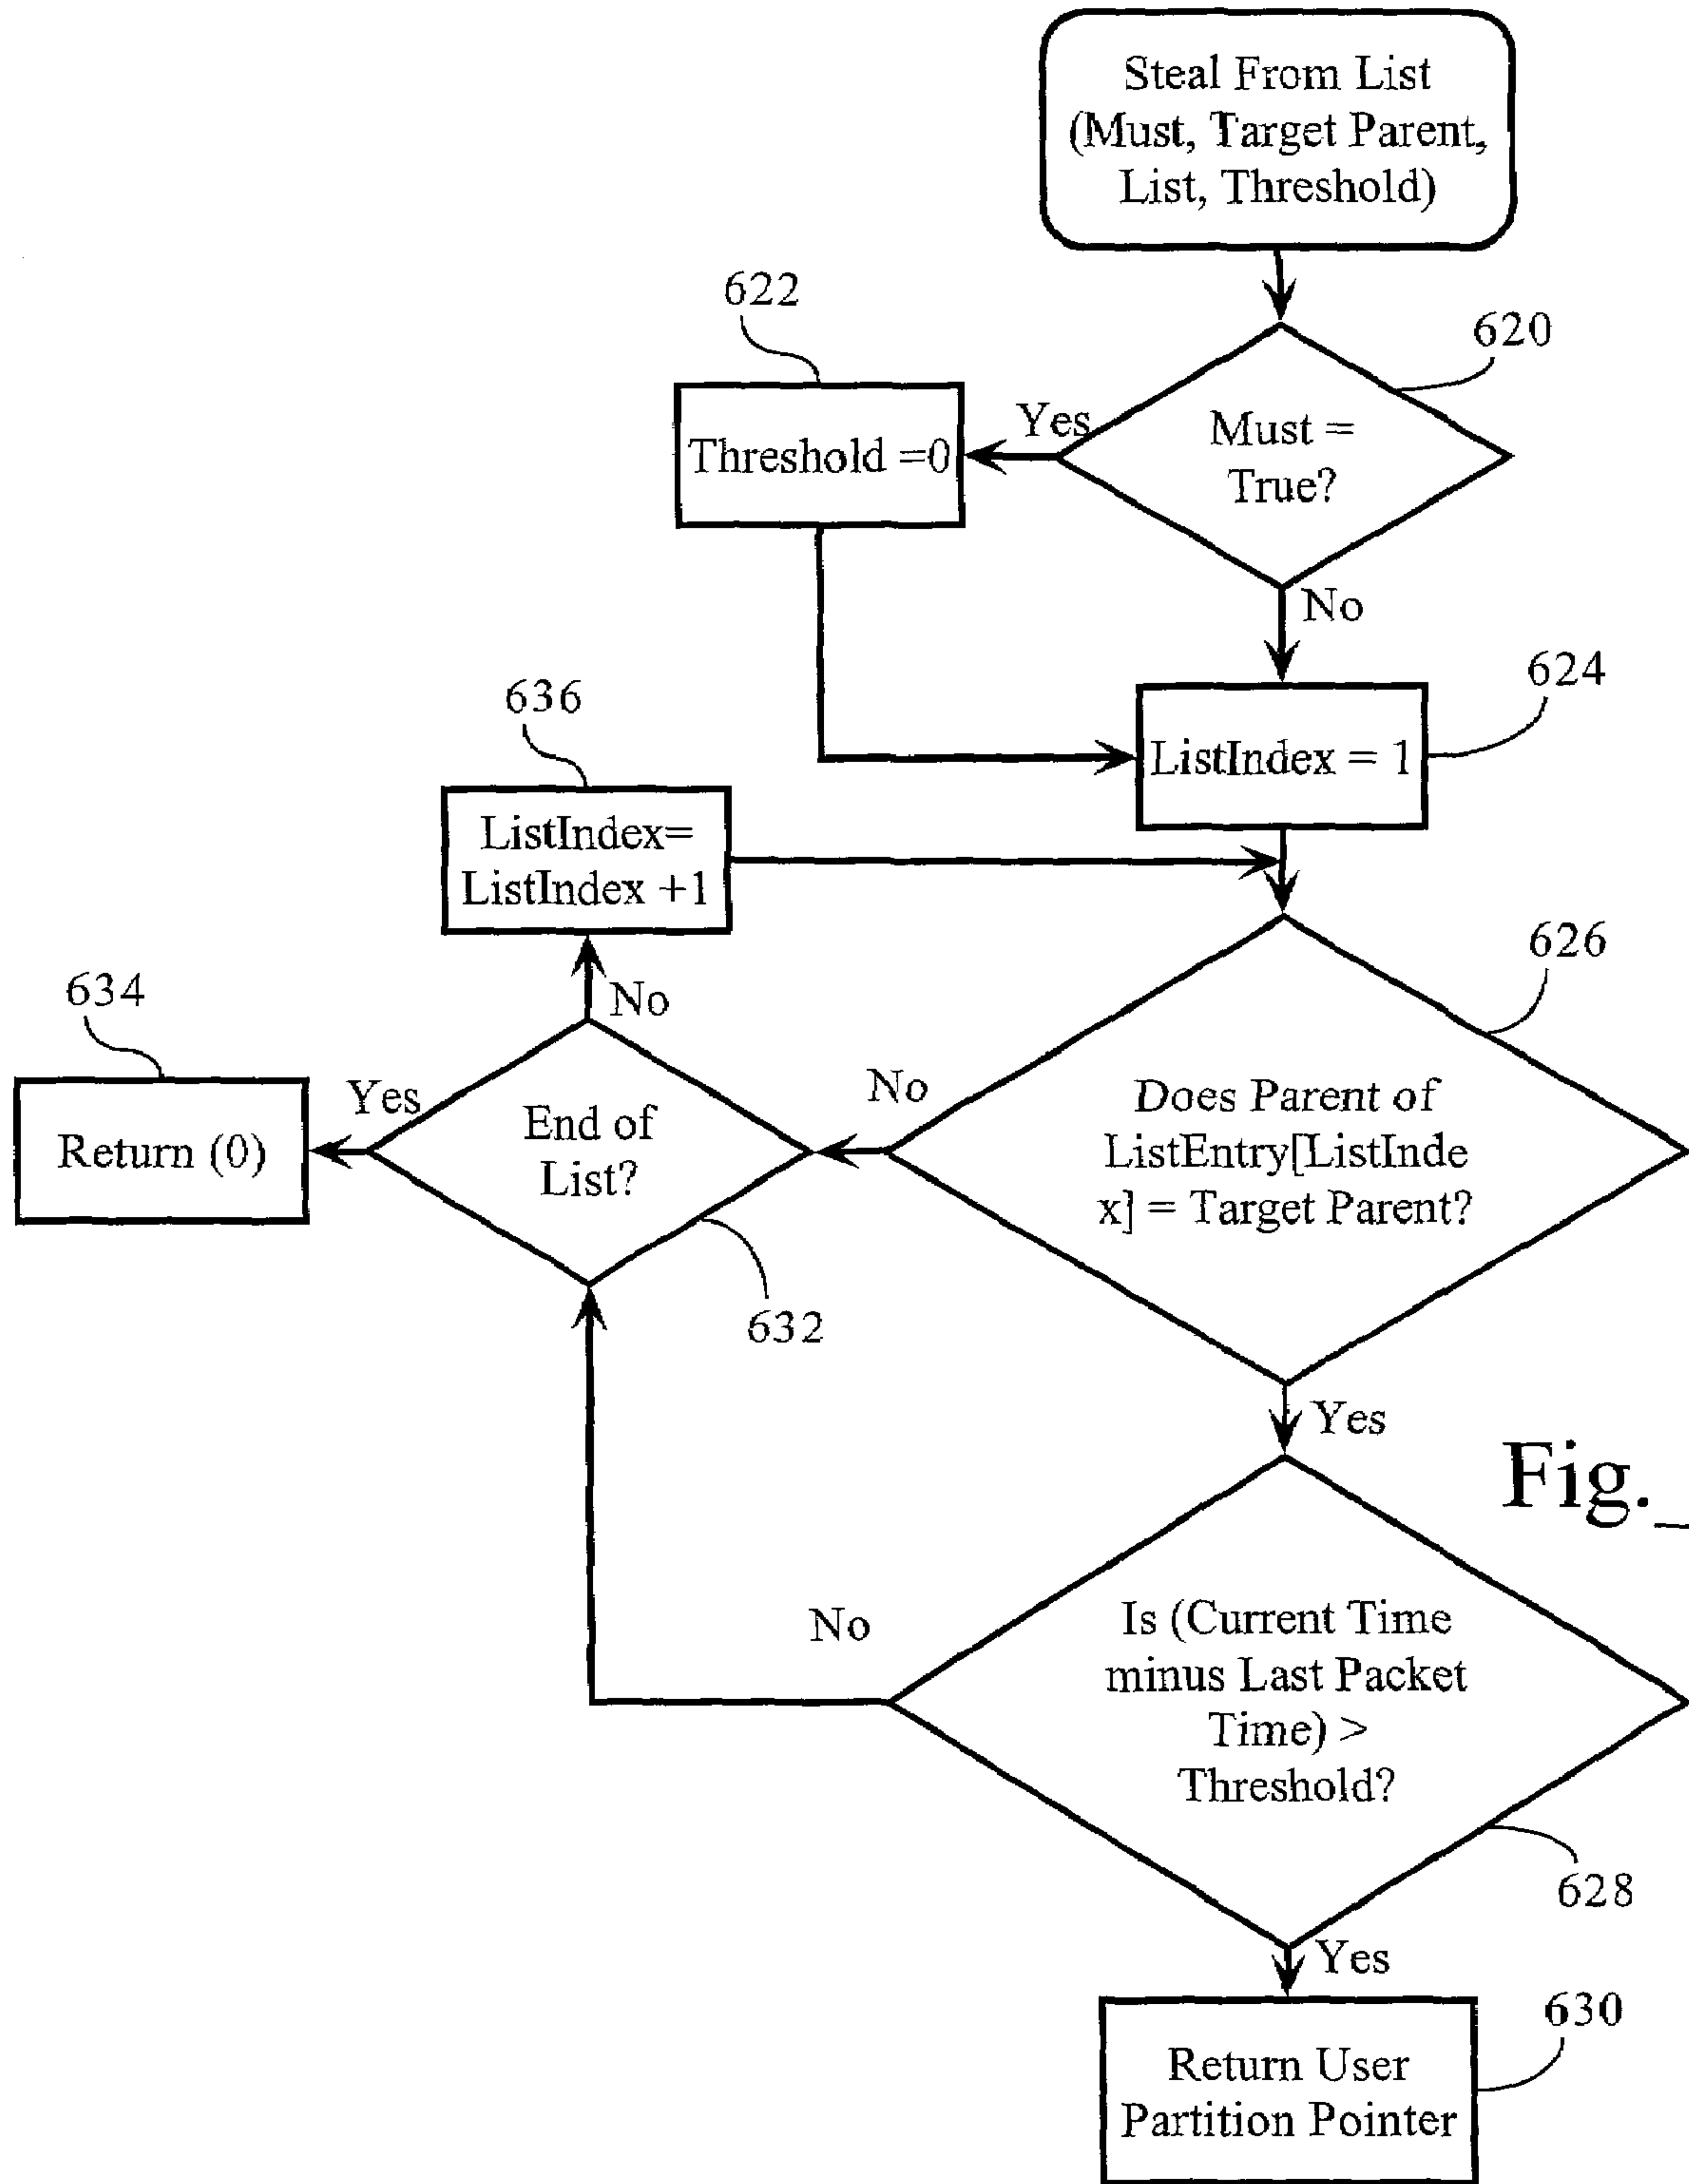 Steal From List
(Must, Target Parent,
List, Threshold)
622
620
Yes
Threshold =0
Must =
True?
No
624
636
ListIndex = 1
ListIndex=
ListIndex +1
626
634
No
Yes
Return (0)
End of
List?
No
Does Parent of
ListEntry[ListInde
x] = Target Parent?
632
Yes
Fig._
No
Is (Current Time
minus Last Packet
Time) >
Threshold?
628
Yes
630
Return User
Partition Pointer